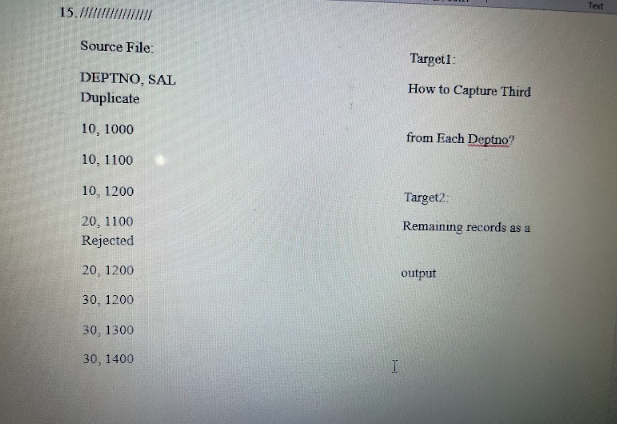 Text
15.////////////////
Source File:
DEPTNO, SAL
Duplicate
10, 1000
10, 1100
10, 1200
20, 1100
Rejected
20, 1200
30, 1200
30, 1300
30, 1400
Target1:
How to Capture Third
from Each Deptno?
Target2:
Remaining records as a
output